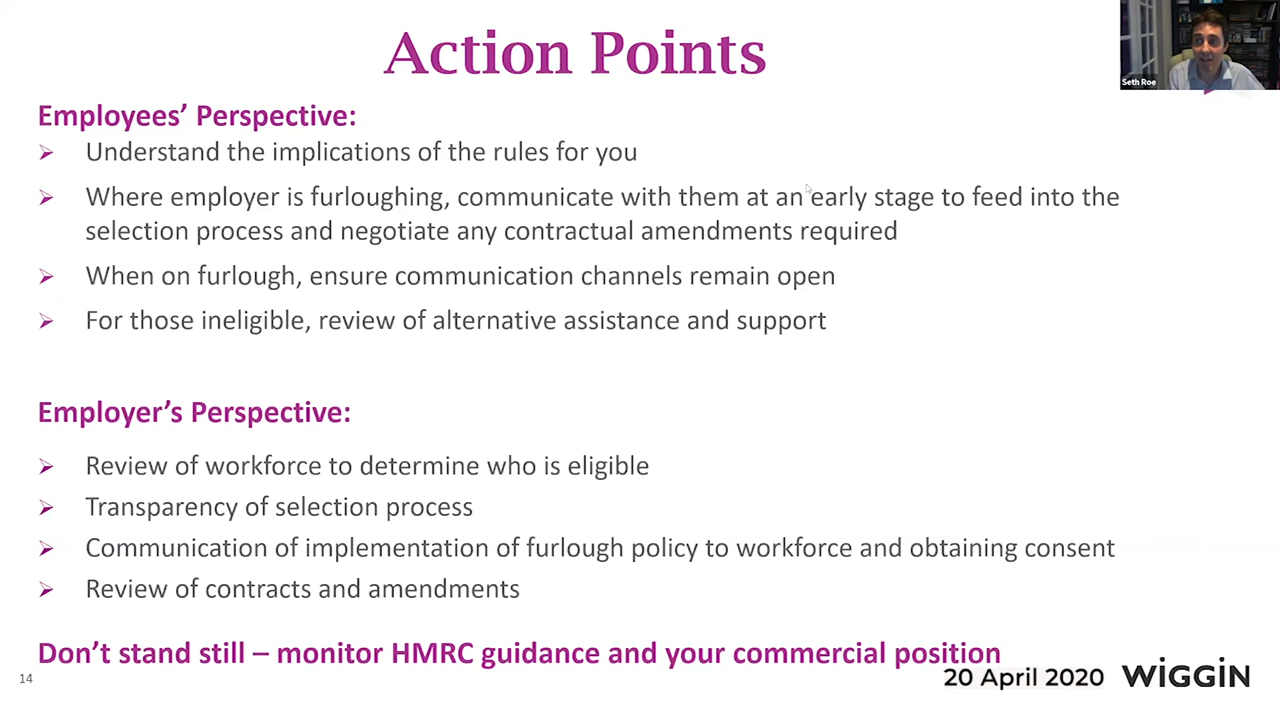 Action Points
Seth Roe
Employees’ Perspective:
Understand the implications of the rules for you
Where employer is furloughing, communicate with them at an early stage to feed into the
selection process and negotiate any contractual amendments required
When on furlough, ensure communication channels remain open
For those ineligible, review of alternative assistance and support
Employer’s Perspective:
Review of workforce to determine who is eligible
Transparency of selection process
Communication of implementation of furlough policy to workforce and obtaining consent
Review of contracts and amendments
Don’t stand still – monitor HMRC guidance and your commercial position
14
20 April 2020
WiGGiN